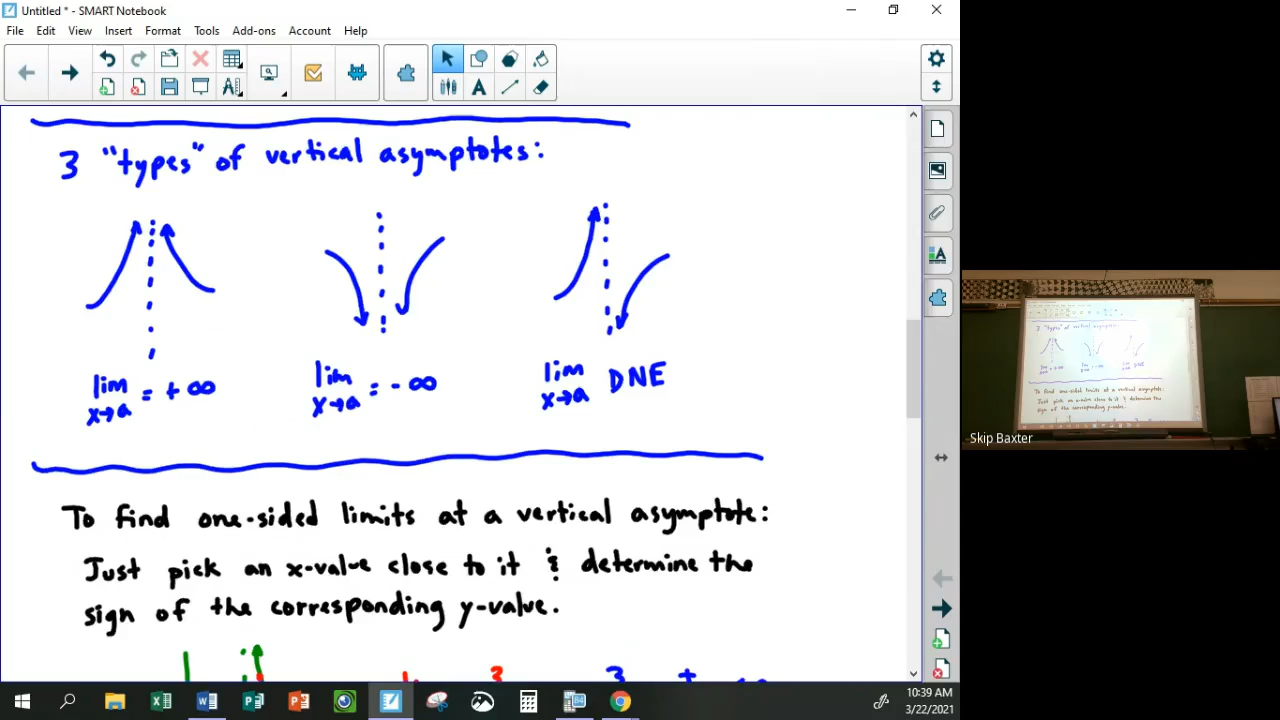 Untitled * - SMART Notebook
File Edit View Insert Format Tools Add-ons Account Help
3 "types" of vertical asymptotes:
lim x→a = + ∞
lim x→a = - ∞
lim x→a DNE
To find one-sided limits at a vertical asymptote:
Just pick an x-value close to it & determine the
sign of the corresponding y-value.
Skip Baxter
10:39 AM
3/22/2021